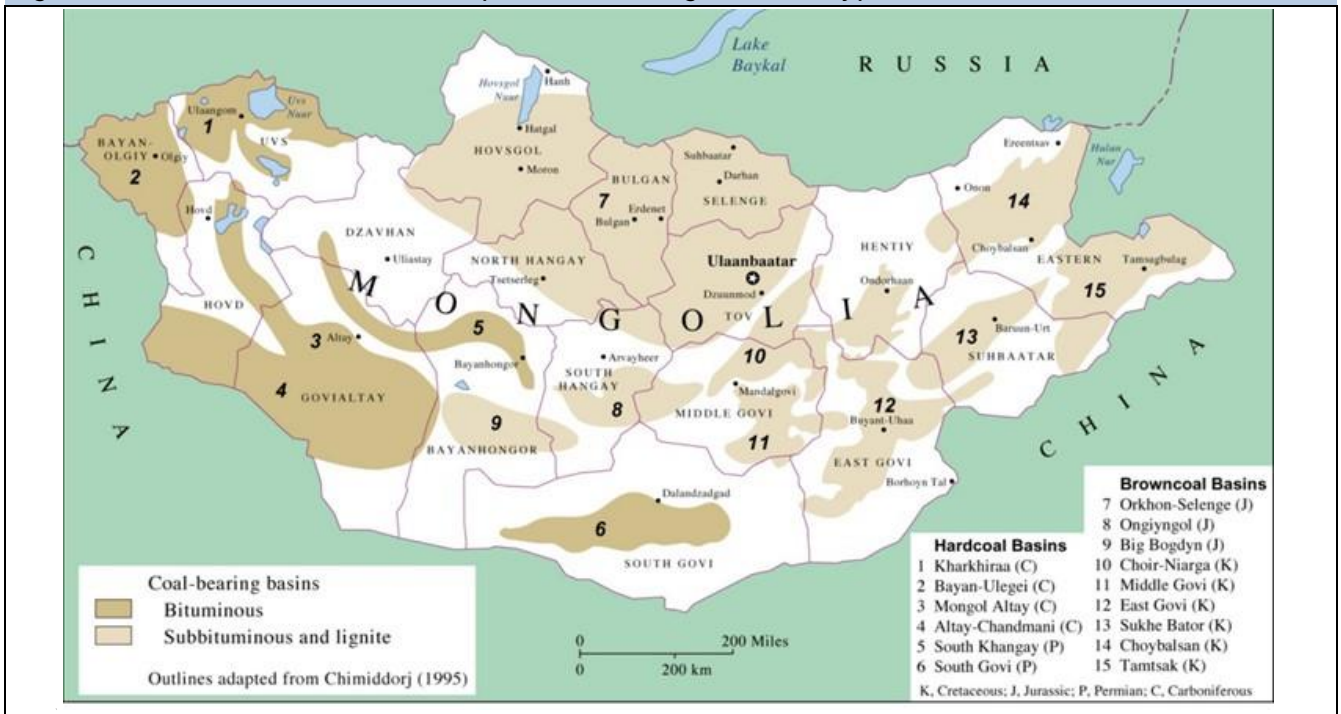 Lake
Baykal
R U S S I A
Hovsgol
Nuur
Hanh
Uvs
Nuur
Ulaangom
1
UVS
BAYAN-
OLGIY
Olgiy
2
Hatgal
HOVSGOL
Moron
Suhbaatar
Darhan
SELENGE
BULGAN
7
Erdenet
Bulgan
Ereentsav
Hulun
Nur
Onon
14
Choybalsan
EASTERN
Tamsagbulag
15
Hovd
DZAVHAN
Uliastay
NORTH HANGAY
Tsetserleg
Ulaanbaatar
Dzuunmod
TOV
HENTIY
Ondorhaan
M O N G O L I A
HOVD
3
Altay
5
Bayanhongor
Arvayheer
SOUTH
HANGAY
8
10
Mandalgovi
MIDDLE GOVI
11
13
Baruun-Urt
SUHBAATAR
12
Buyant-Uhaa
EAST GOVI
Borhoyn Tal
4
GOVIALTAY
9
BAYANHONGOR
Dalandzadgad
6
SOUTH GOVI
C H I N A
C H I N A
Coal-bearing basins
Bituminous
Subbituminous and lignite
Outlines adapted from Chimiddorj (1995)
0 200 Miles
0 200 km
Hardcoal Basins
1 Kharkhiraa (C)
2 Bayan-Ulegei (C)
3 Mongol Altay (C)
4 Altay-Chandmani (C)
5 South Khangay (P)
6 South Govi (P)
Browncoal Basins
7 Orkhon-Selenge (J)
8 Ongiyngol (J)
9 Big Bogdyn (J)
10 Choir-Niarga (K)
11 Middle Govi (K)
12 East Govi (K)
13 Sukhe Bator (K)
14 Choybalsan (K)
15 Tamtsak (K)
K, Cretaceous; J, Jurassic; P, Permian; C, Carboniferous